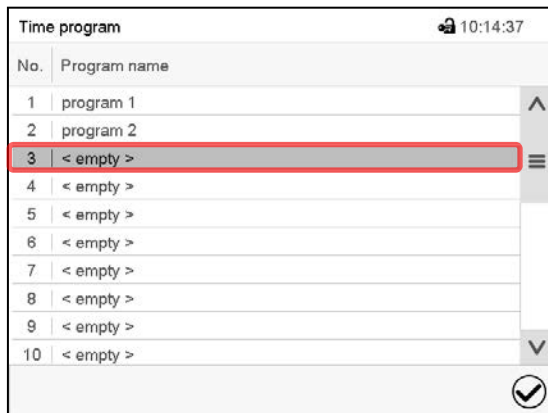 Time program 10:14:37
No. Program name
1 program 1
2 program 2
3 < empty >
4 < empty >
5 < empty >
6 < empty >
7 < empty >
8 < empty >
9 < empty >
10 < empty >